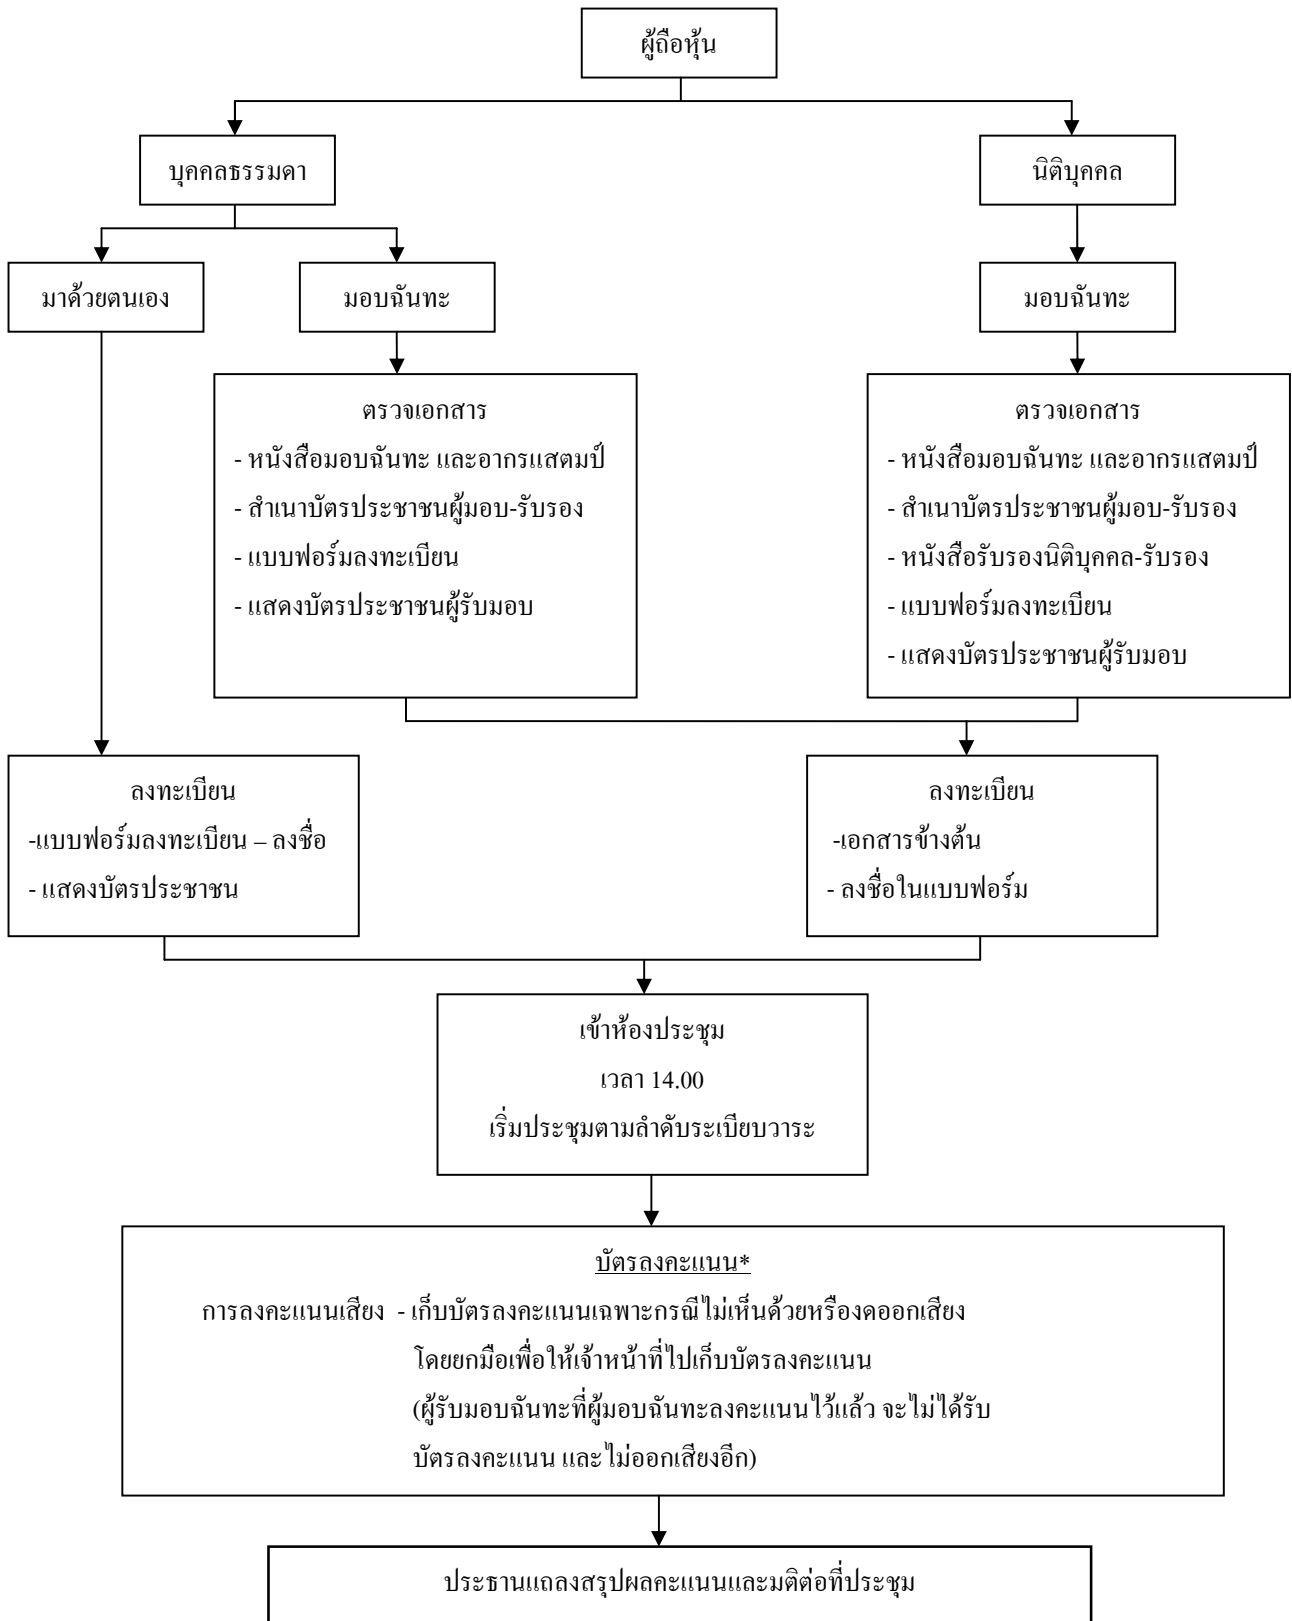 ผู้ถือหุ้น
บุคคลธรรมดา
นิติบุคคล
มาด้วยตนเอง
มอบฉันทะ
มอบฉันทะ
ตรวจเอกสาร
- หนังสือมอบฉันทะ และอากรแสตมป์
- สำเนาบัตรประชาชนผู้มอบ-รับรอง
- แบบฟอร์มลงทะเบียน
- แสดงบัตรประชาชนผู้รับมอบ
ตรวจเอกสาร
- หนังสือมอบฉันทะ และอากรแสตมป์
- สำเนาบัตรประชาชนผู้มอบ-รับรอง
- หนังสือรับรองนิติบุคคล-รับรอง
- แบบฟอร์มลงทะเบียน
- แสดงบัตรประชาชนผู้รับมอบ
ลงทะเบียน
-แบบฟอร์มลงทะเบียน – ลงชื่อ
- แสดงบัตรประชาชน
ลงทะเบียน
-เอกสารข้างต้น
- ลงชื่อในแบบฟอร์ม
เข้าห้องประชุม
เวลา 14.00
เริ่มประชุมตามลำดับระเบียบวาระ
บัตรลงคะแนน*
การลงคะแนนเสียง - เก็บบัตรลงคะแนนเฉพาะกรณีไม่เห็นด้วยหรืองดออกเสียง
โดยยกมือเพื่อให้เจ้าหน้าที่ไปเก็บบัตรลงคะแนน
(ผู้รับมอบฉันทะที่ผู้มอบฉันทะลงคะแนนไว้แล้ว จะไม่ได้รับ
บัตรลงคะแนน และไม่ออกเสียงอีก)
ประธานแถลงสรุปผลคะแนนและมติต่อที่ประชุม